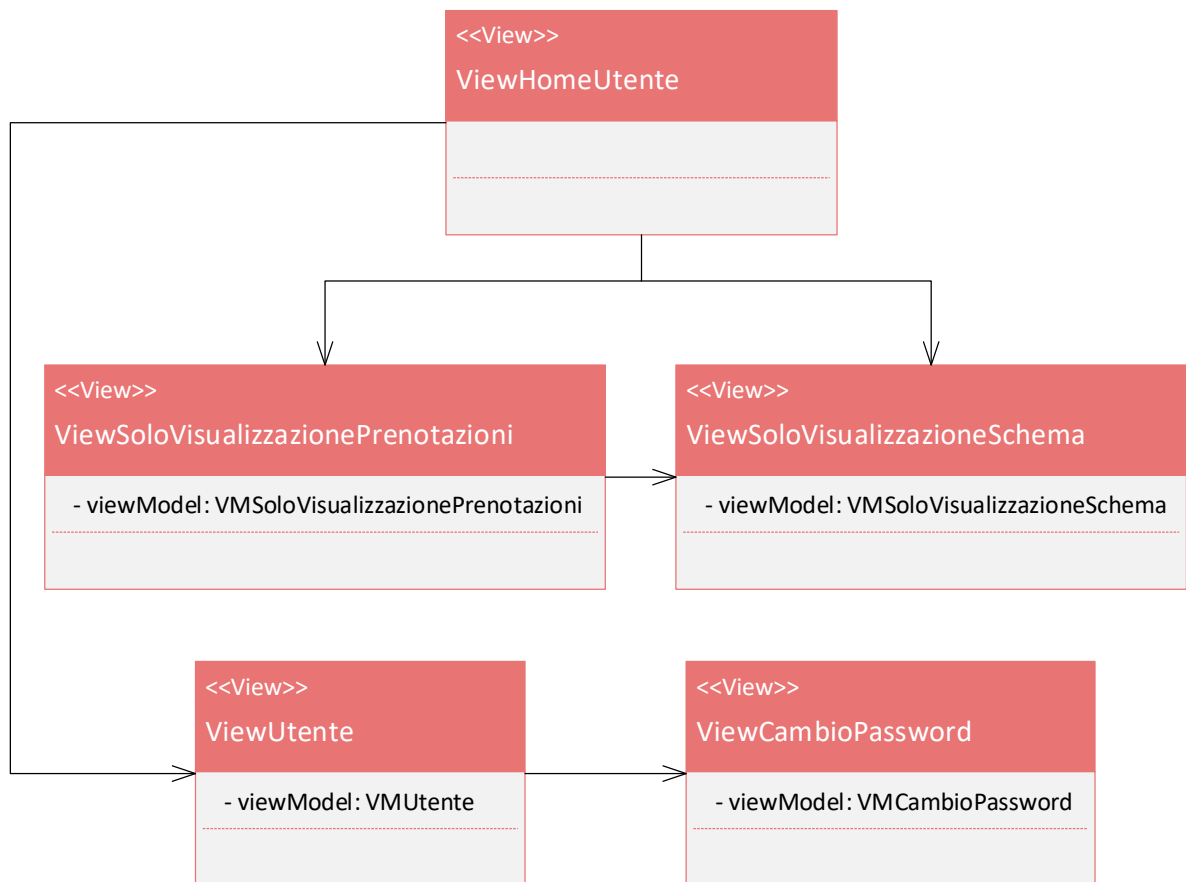 <<View>>
ViewHomeUtente
<<View>>
ViewSoloVisualizzazionePrenotazioni
- viewModel: VMSoloVisualizzazionePrenotazioni
<<View>>
ViewSoloVisualizzazioneSchema
- viewModel: VMSoloVisualizzazioneSchema
<<View>>
ViewUtente
- viewModel: VMUtente
<<View>>
ViewCambioPassword
- viewModel: VMCambioPassword